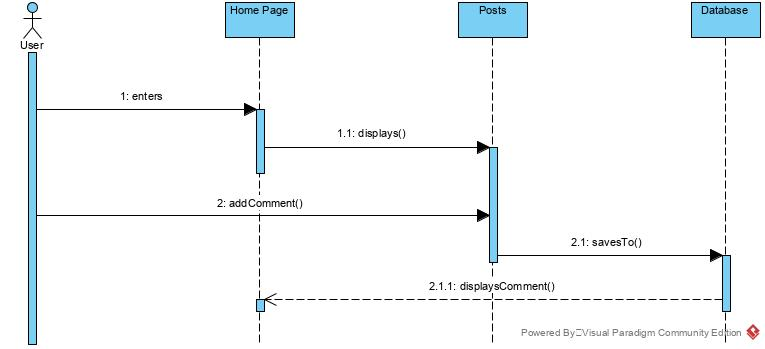 Home Page
Posts
Database
User
1: enters
1.1: displays()
2: addComment()
2.1: savesTo()
2.1.1: displaysComment()
Powered By Visual Paradigm Community Edition